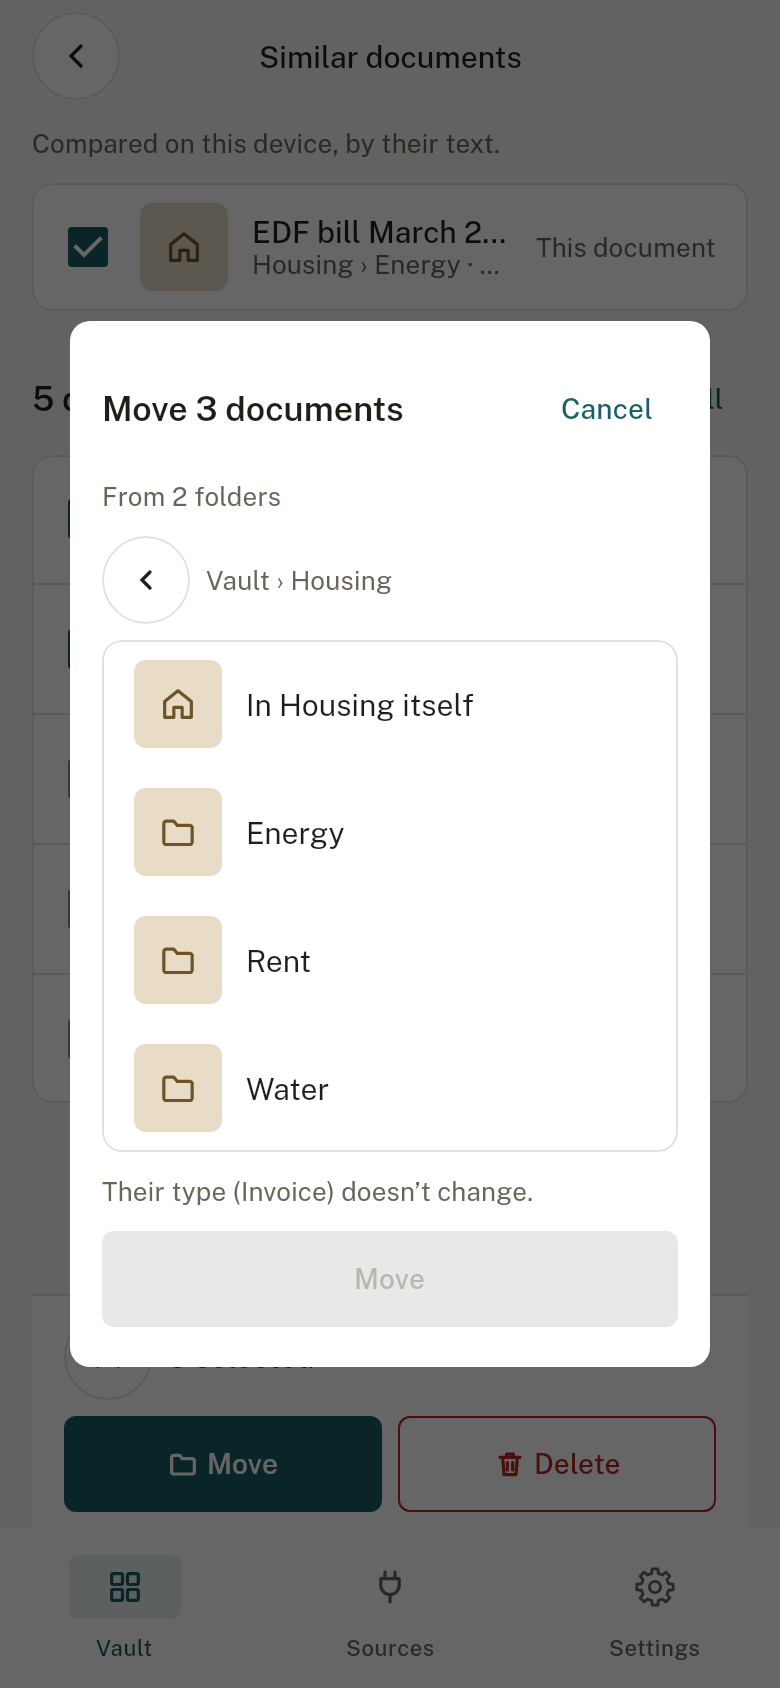 Similar documents
Compared on this device, by their text.
EDF bill March 2...
This document
Housing › Energy · ...
5
Move 3 documents
Cancel
From 2 folders
Vault › Housing
In Housing itself
Energy
Rent
Water
Their type (Invoice) doesn’t change.
Move
Move
Delete
Vault
Sources
Settings